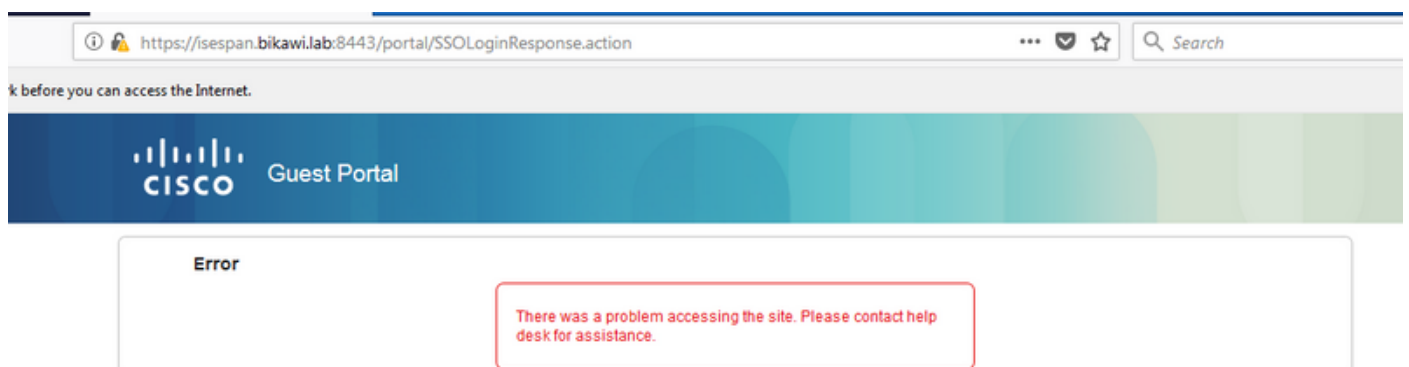 https://isespan.bikawi.lab:8443/portal/SSOLoginResponse.action
Search
k before you can access the Internet.
CISCO
Guest Portal
Error
There was a problem accessing the site. Please contact help
desk for assistance.